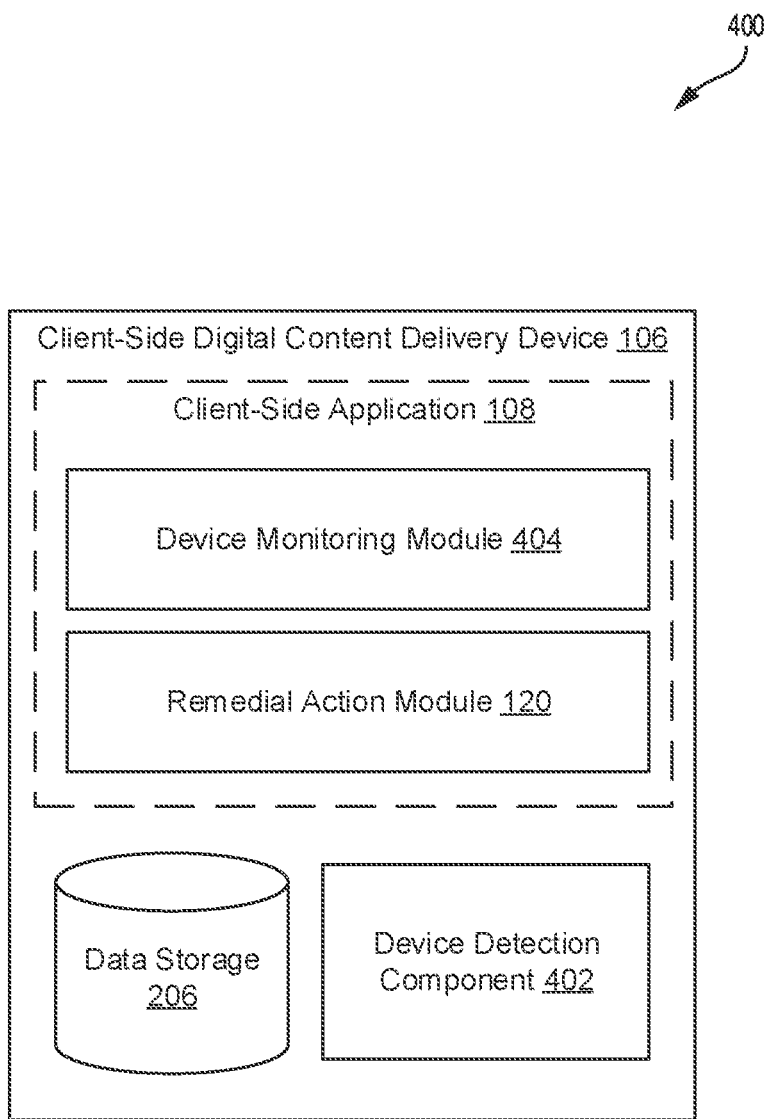 400
Client-Side Digital Content Delivery Device 106
Client-Side Application 108
Device Monitoring Module 404
Remedial Action Module 120
Data Storage
206
Device Detection
Component 402